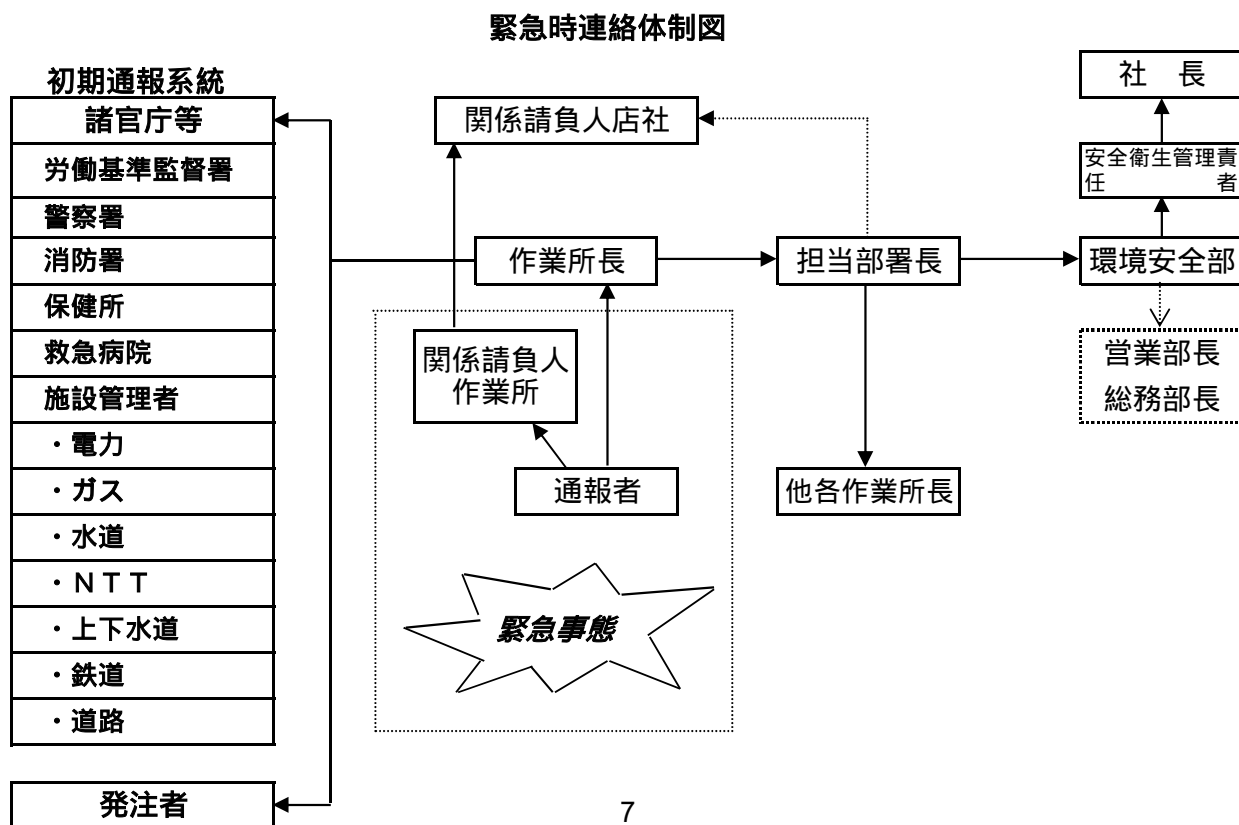 緊急時連絡体制図
初期通報系統
諸官庁等
労働基準監督署
警察署
消防署
保健所
救急病院
施設管理者
・電力
・ガス
・水道
・ＮＴＴ
・上下水道
・鉄道
・道路
発注者
関係請負人店社
作業所長
関係請負人
作業所
通報者
緊急事態
担当部署長
他各作業所長
社　長
安全衛生管理責
任　　　　　者
環境安全部
営業部長
総務部長
7